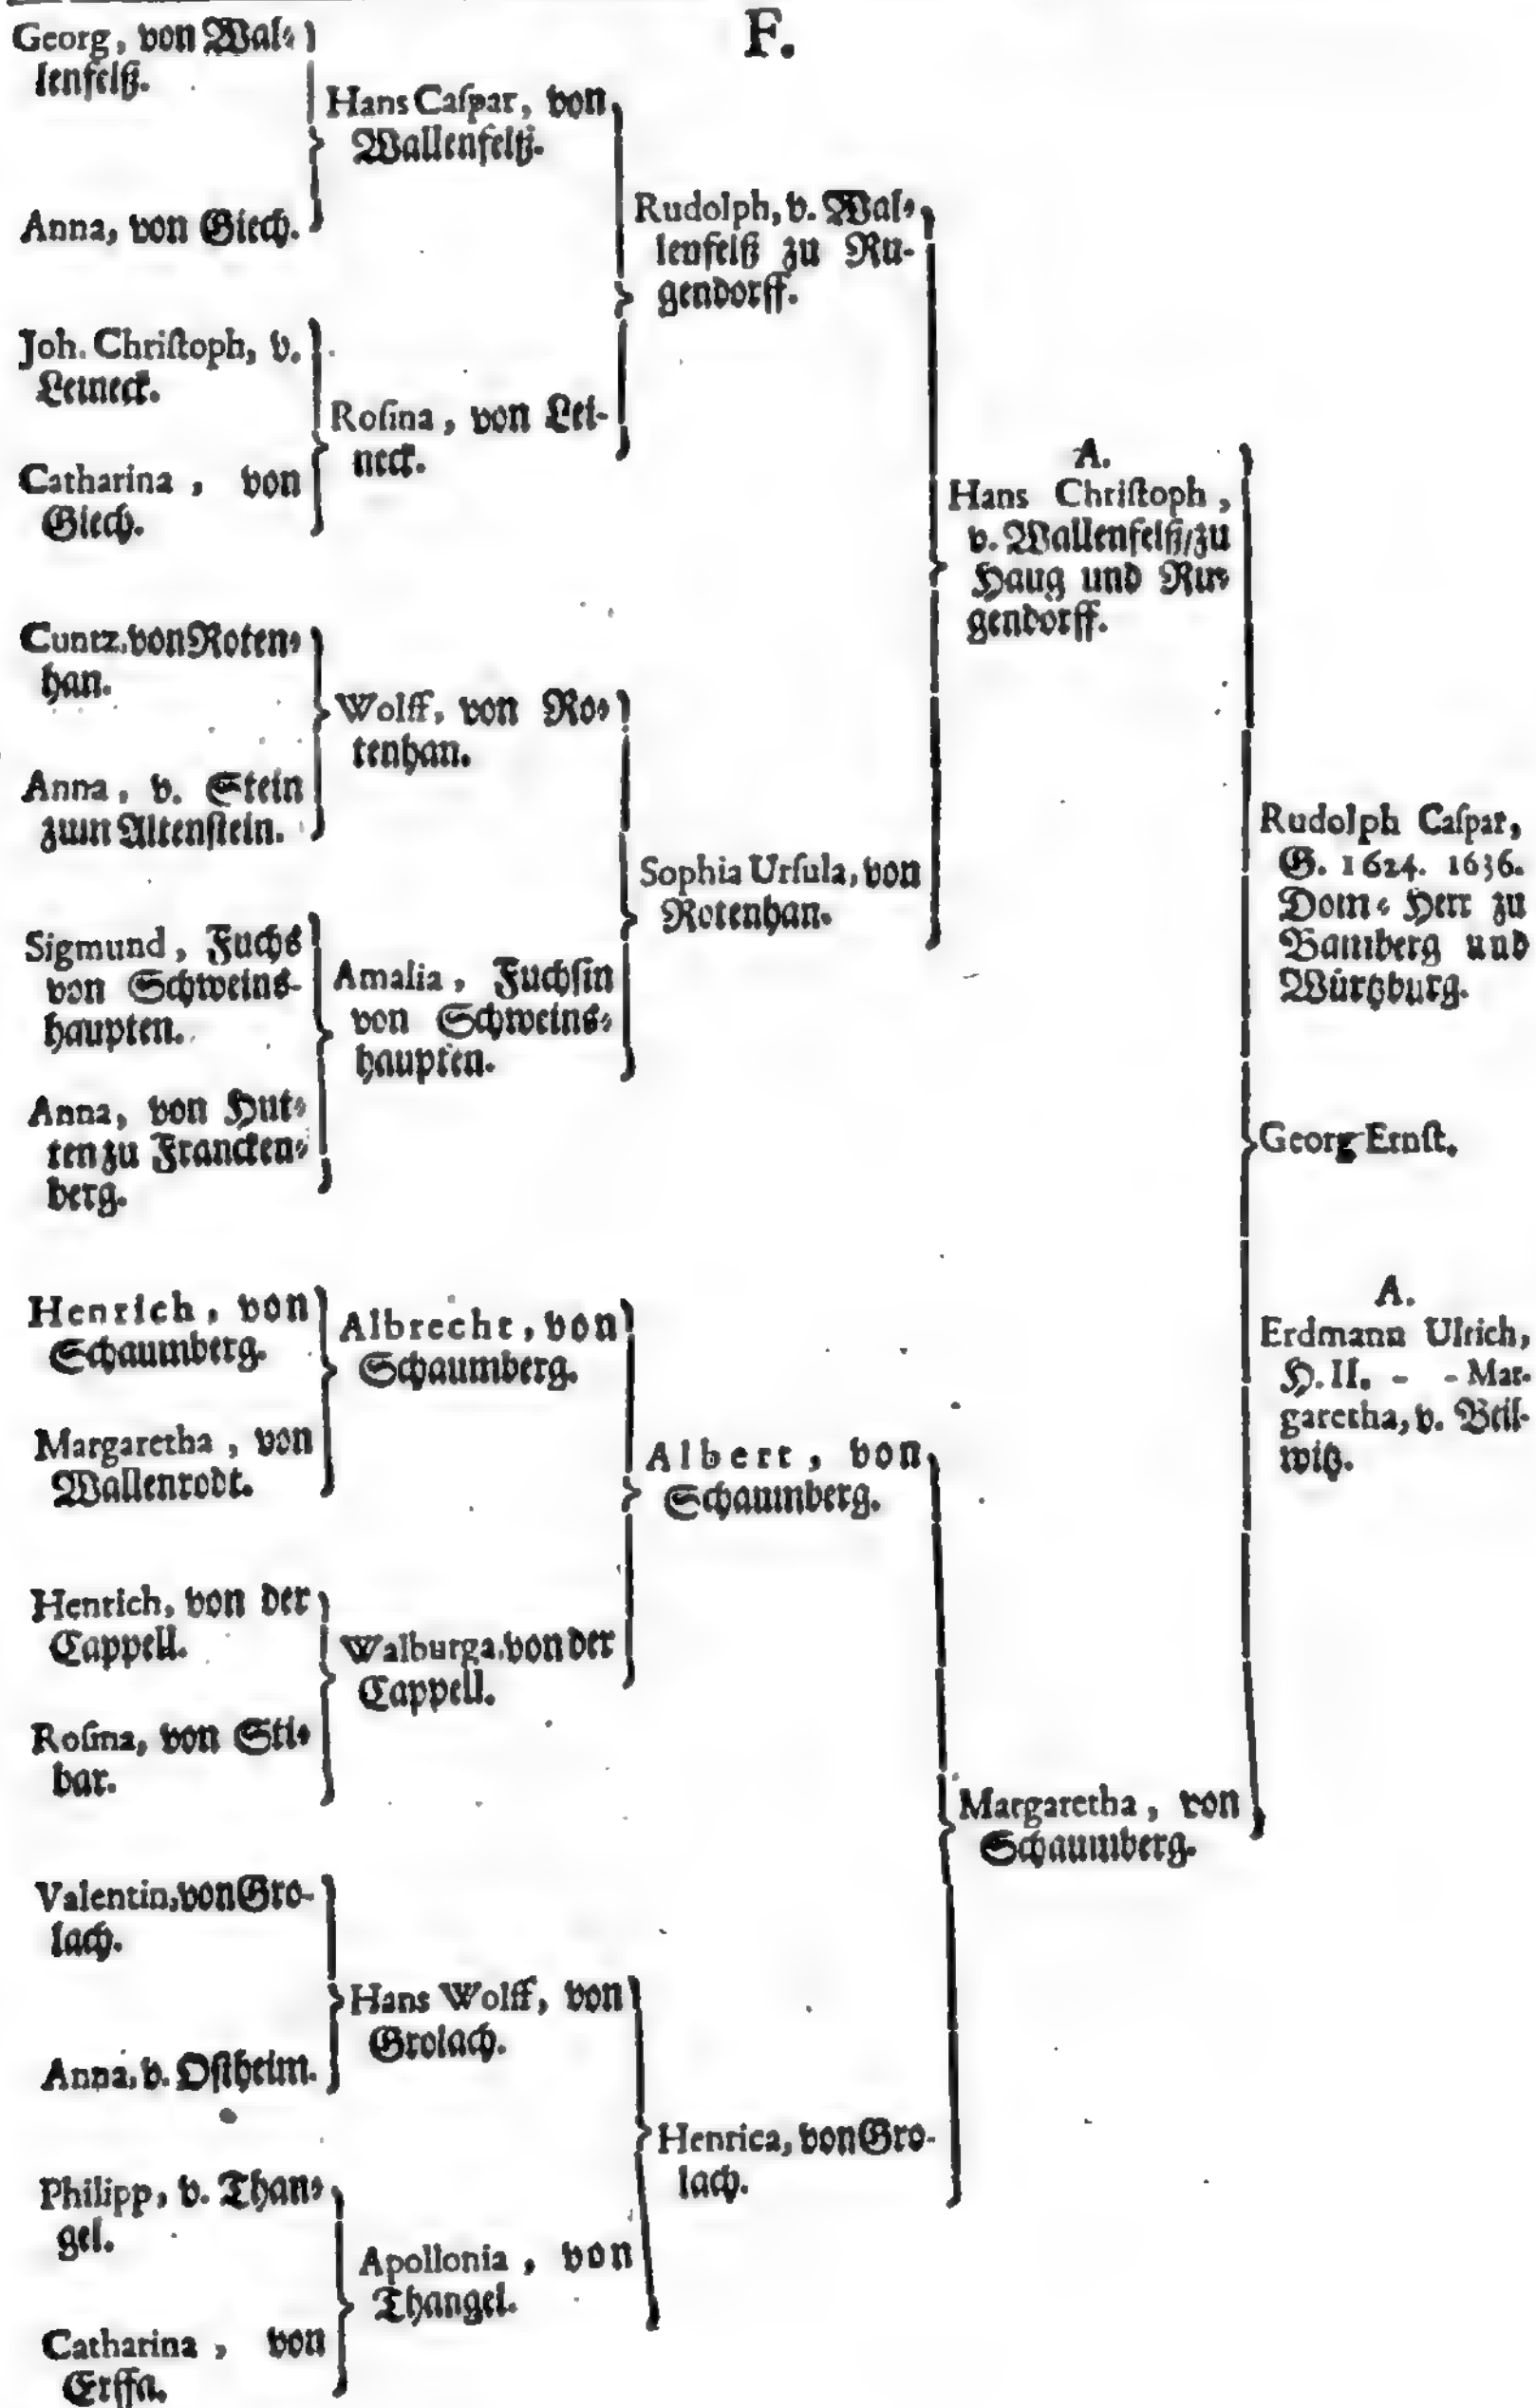 F.
Georg, von Wal-
lenfelß.
Anna, von Giech.
Joh. Christoph, v.
Leineck.
Catharina, von
Giech.
Cuntz, von Roten-
han.
Anna, v. Stein
zum Altenstein.
Sigmund, Fuchs
von Schweins-
haupten.
Anna, von Hut-
ten zu Francken-
berg.
Henrich, von
Schaumberg.
Margaretha, von
Wallenrodt.
Henrich, von der
Cappell.
Rosina, von Sti-
bar.
Valentin, von Gro-
lach.
Anna, v. Ostheim.
Philipp, v. Than-
gel.
Catharina, von
Erffa.
Hans Caspar, von
Wallenfeltz.
Rosina, von Lei-
neck.
Wolff, von Ro-
tenhan.
Amalia, Fuchsin
von Schweins-
haupten.
Albrecht, von
Schaumberg.
Walburga, von der
Cappell.
Hans Wolff, von
Grolach.
Apollonia, von
Thangel.
Rudolph, v. Wal-
lenfelß zu Ru-
gendorff.
Sophia Ursula, von
Rotenhan.
Albert, von
Schaumberg.
Henrica, von Gro-
lach.
A.
Hans Christoph,
v. Wallenfelß/zu
Haug und Ru-
gendorff.
Margaretha, von
Schaumberg.
Rudolph Caspar,
G. 1624. 1636.
Dom-Herr zu
Bamberg und
Würtzburg.
Georg Ernst.
A.
Erdmann Ulrich,
H. II. - - Mar-
garetha, v. Beil-
witz.